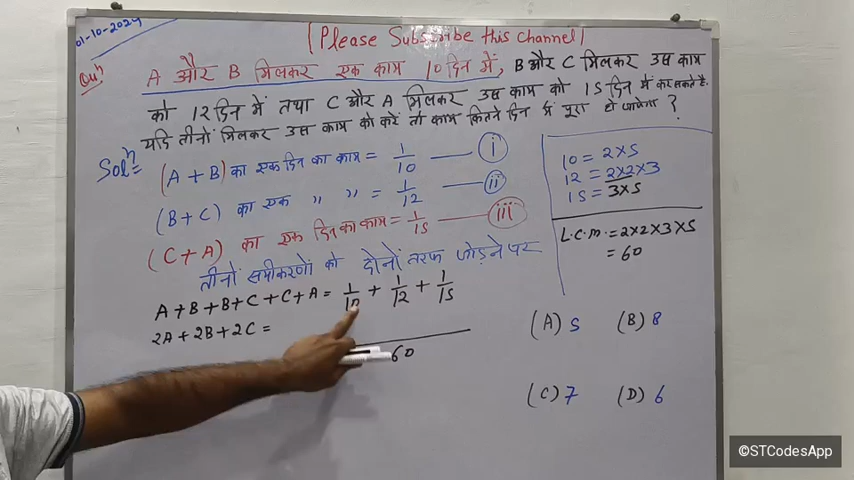 01-10-2024
(Please Subscribe this channel)
Quⁿ A और B मिलकर एक काम 10 दिन में, B और C मिलकर उस काम
को 12 दिन में तथा C और A मिलकर उस काम को 15 दिन में कर सकते है.
यदि तीनों मिलकर उस काम को करें तो काम कितने दिन में पूरा हो जायेगा ?
Solⁿ= (A + B) का एक दिन का काम = 1/10 — (i)
(B + C) का एक " " = 1/12 — (ii)
(C + A) का एक दिन का काम = 1/15 — (iii)
तीनों समीकरणों को दोनों तरफ जोड़ने पर
A + B + B + C + C + A = 1/10 + 1/12 + 1/15
2A + 2B + 2C =
60
10 = 2×5
12 = 2×2×3
15 = 3×5
L.C.M. = 2×2×3×5
= 60
(A) 5 (B) 8
(C) 7 (D) 6
©STCodesApp